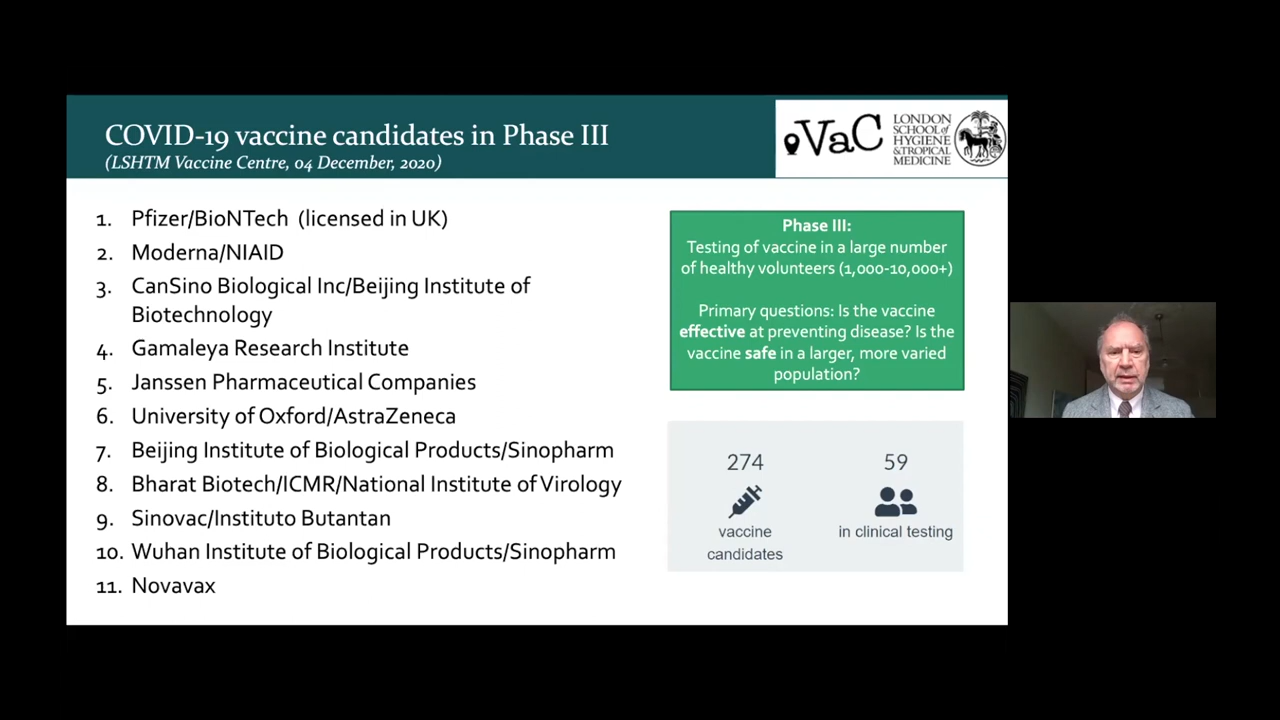 COVID-19 vaccine candidates in Phase III
(LSHTM Vaccine Centre, 04 December, 2020)
VaC
LONDON
SCHOOL of
HYGIENE
& TROPICAL
MEDICINE
1. Pfizer/BioNTech (licensed in UK)
2. Moderna/NIAID
3. CanSino Biological Inc/Beijing Institute of
Biotechnology
4. Gamaleya Research Institute
5. Janssen Pharmaceutical Companies
6. University of Oxford/AstraZeneca
7. Beijing Institute of Biological Products/Sinopharm
8. Bharat Biotech/ICMR/National Institute of Virology
9. Sinovac/Instituto Butantan
10. Wuhan Institute of Biological Products/Sinopharm
11. Novavax
Phase III:
Testing of vaccine in a large number
of healthy volunteers (1,000-10,000+)
Primary questions: Is the vaccine
effective at preventing disease? Is the
vaccine safe in a larger, more varied
population?
274
vaccine
candidates
59
in clinical testing